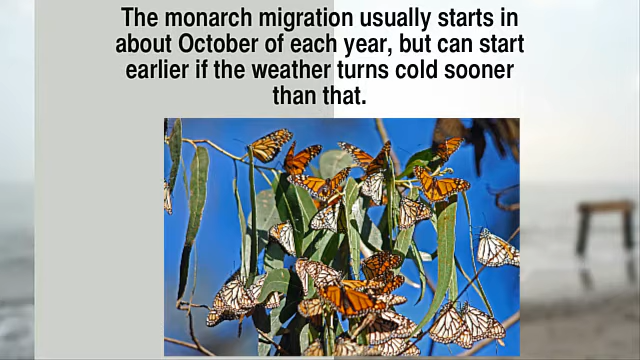 The monarch migration usually starts in
about October of each year, but can start
earlier if the weather turns cold sooner
than that.